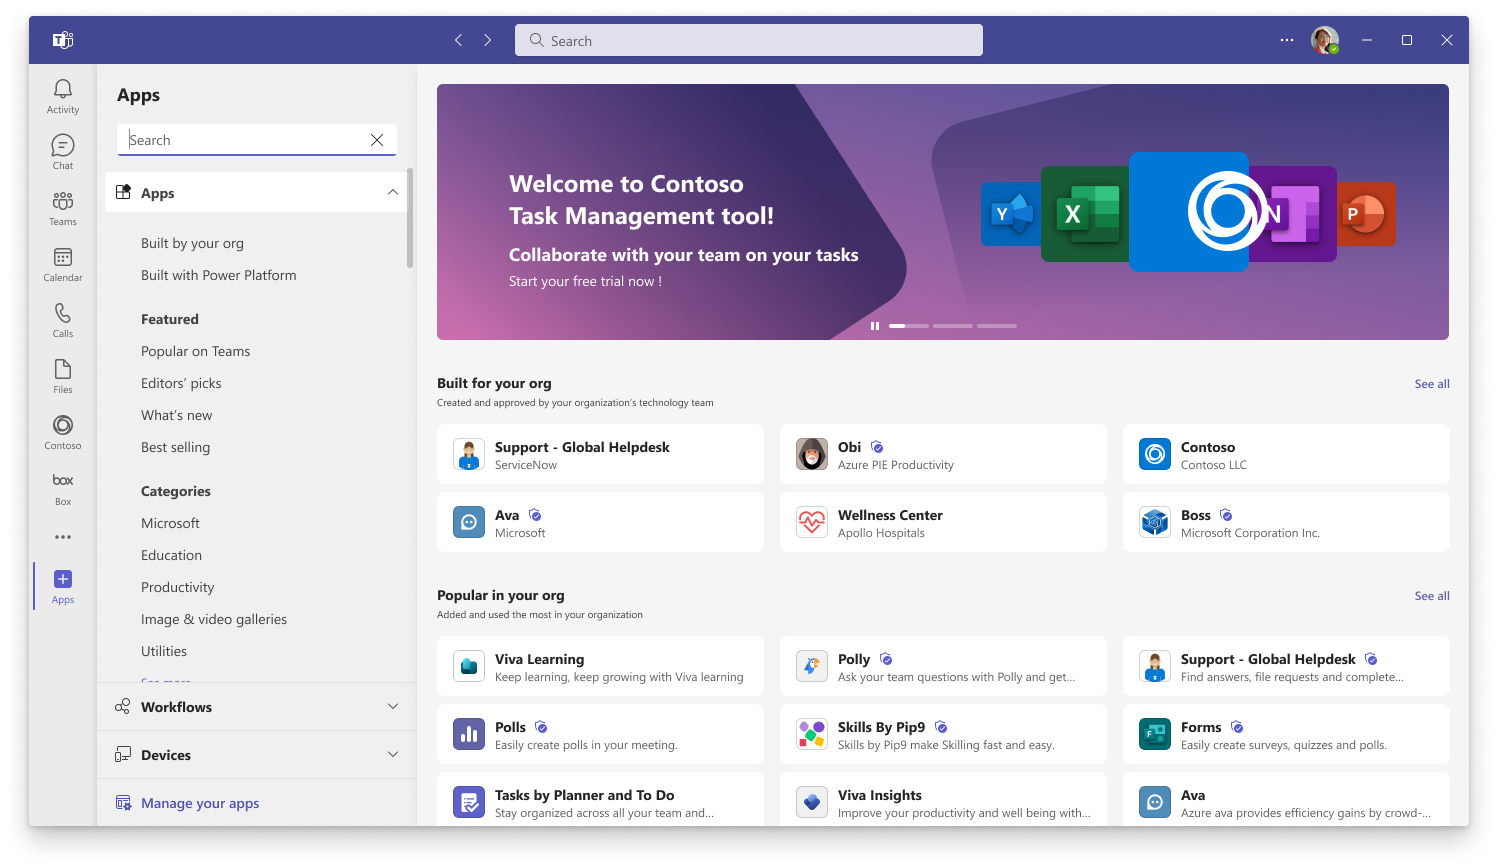 Search
Activity
Chat
Teams
Calendar
Calls
Files
Contoso
box
Box
Apps
Apps
Search
Apps
Built by your org
Built with Power Platform
Featured
Popular on Teams
Editors’ picks
What’s new
Best selling
Categories
Microsoft
Education
Productivity
Image & video galleries
Utilities
See more
Workflows
Devices
Manage your apps
Welcome to Contoso
Task Management tool!
Collaborate with your team on your tasks
Start your free trial now !
Y
X
N
P
Built for your org
See all
Created and approved by your organization’s technology team
Support - Global Helpdesk
ServiceNow
Obi
Azure PIE Productivity
Contoso
Contoso LLC
Ava
Microsoft
Wellness Center
Apollo Hospitals
Boss
Microsoft Corporation Inc.
Popular in your org
See all
Added and used the most in your organization
Viva Learning
Keep learning, keep growing with Viva learning
Polly
Ask your team questions with Polly and get...
Support - Global Helpdesk
Find answers, file requests and complete...
Polls
Easily create polls in your meeting.
Skills By Pip9
Skills by Pip9 make Skilling fast and easy.
Forms
Easily create surveys, quizzes and polls.
Tasks by Planner and To Do
Stay organized across all your team and...
Viva Insights
Improve your productivity and well being with...
Ava
Azure ava provides efficiency gains by crowd-...